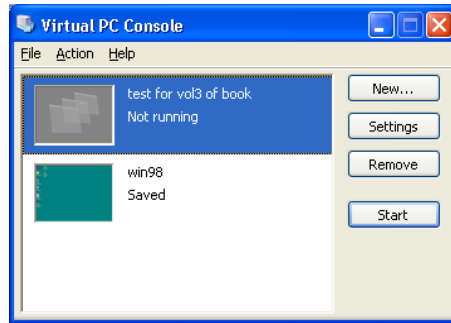 Virtual PC Console
File Action Help
test for vol3 of book
Not running
win98
Saved
New...
Settings
Remove
Start